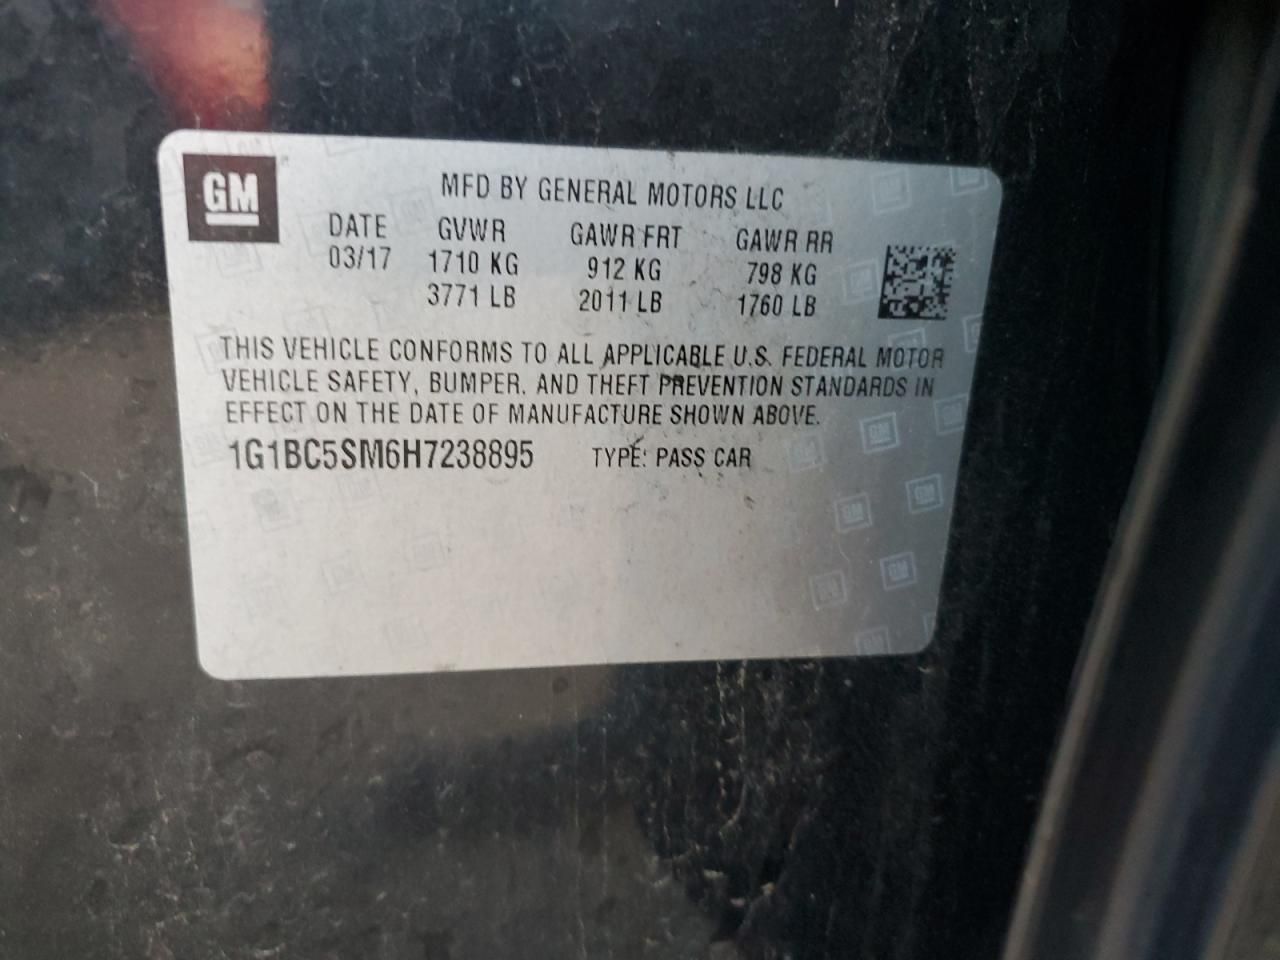 GM
MFD BY GENERAL MOTORS LLC
DATE GVWR GAWR FRT GAWR RR
03/17 1710 KG 912 KG 798 KG
3771 LB 2011 LB 1760 LB
THIS VEHICLE CONFORMS TO ALL APPLICABLE U.S. FEDERAL MOTOR
VEHICLE SAFETY, BUMPER, AND THEFT PREVENTION STANDARDS IN
EFFECT ON THE DATE OF MANUFACTURE SHOWN ABOVE.
1G1BC5SM6H7238895 TYPE: PASS CAR